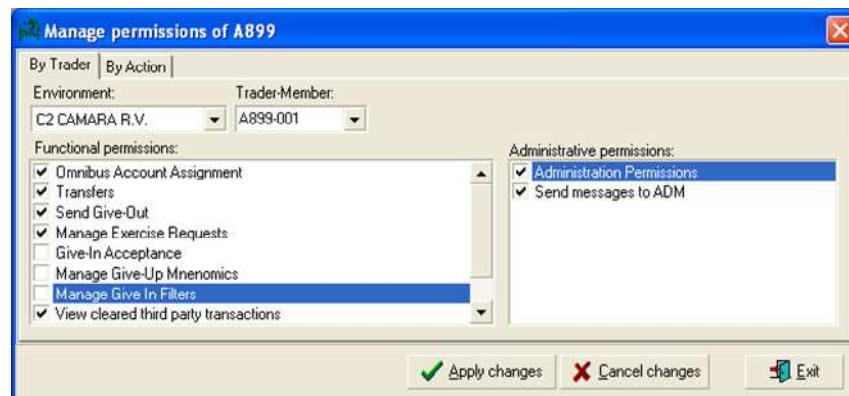 Manage permissions of A899
By Trader By Action
Environment: Trader-Member:
C2 CAMARA R.V. A899-001
Functional permissions: Administrative permissions:
Omnibus Account Assignment Administration Permissions
Transfers Send messages to ADM
Send Give-Out
Manage Exercise Requests
Give-In Acceptance
Manage Give-Up Mnenomics
Manage Give In Filters
View cleared third party transactions
Apply changes Cancel changes Exit